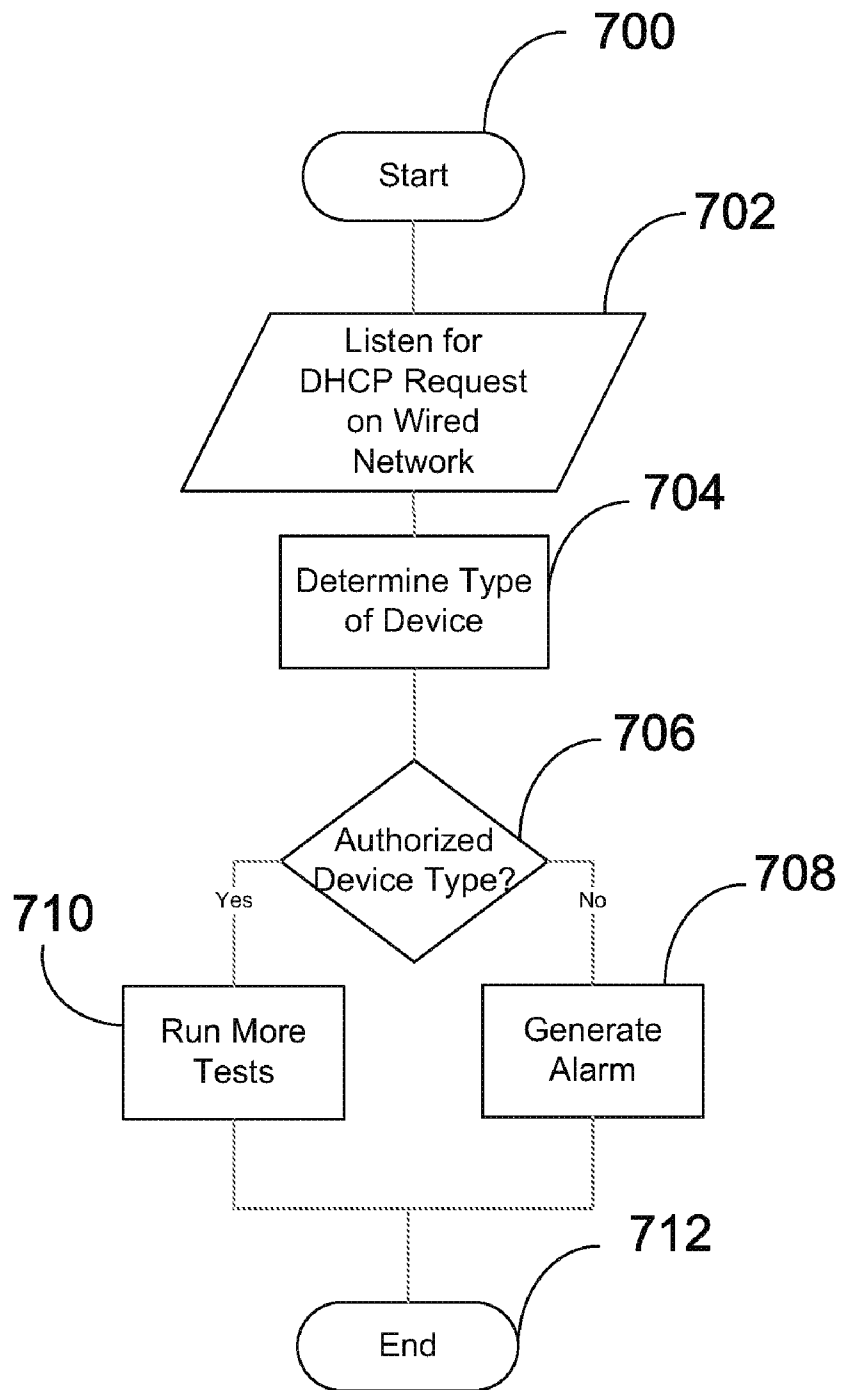 700
Start
702
Listen for
DHCP Request
on Wired
Network
704
Determine Type
of Device
706
Authorized
Device Type?
Yes
No
710
708
Run More
Tests
Generate
Alarm
712
End